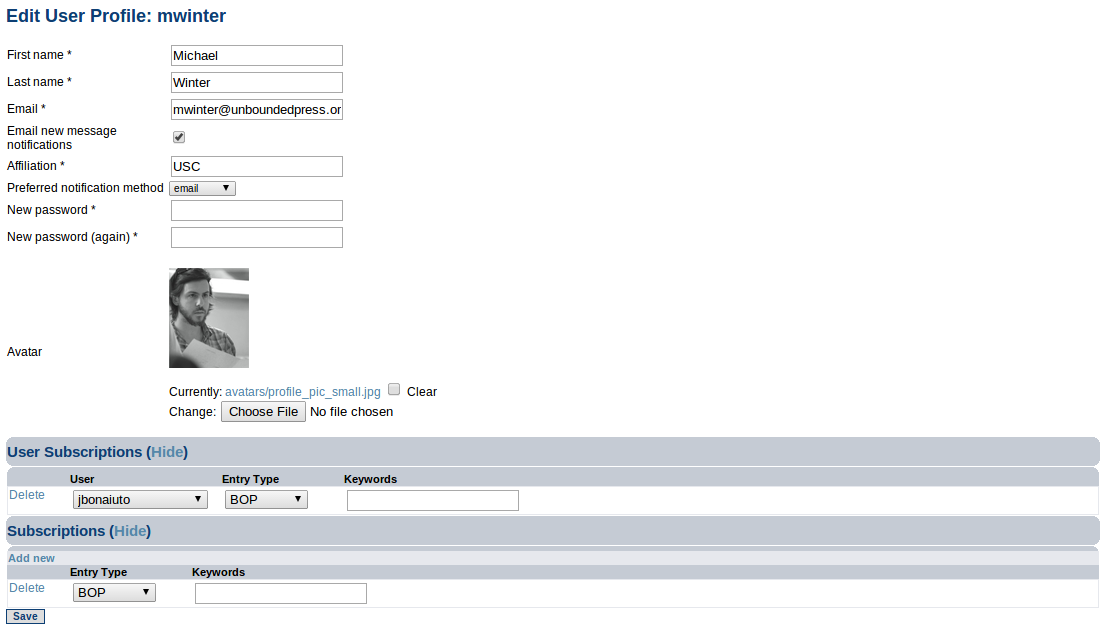 Edit User Profile: mwinter
First name * Michael
Last name * Winter
Email * mwinter@unboundedpress.or
Email new message
notifications
Affiliation * USC
Preferred notification method email
New password *
New password (again) *
Avatar
Currently: avatars/profile_pic_small.jpg Clear
Change: Choose File No file chosen
User Subscriptions (Hide)
User Entry Type Keywords
Delete jbonaiuto BOP
Subscriptions (Hide)
Add new
Entry Type Keywords
Delete BOP
Save